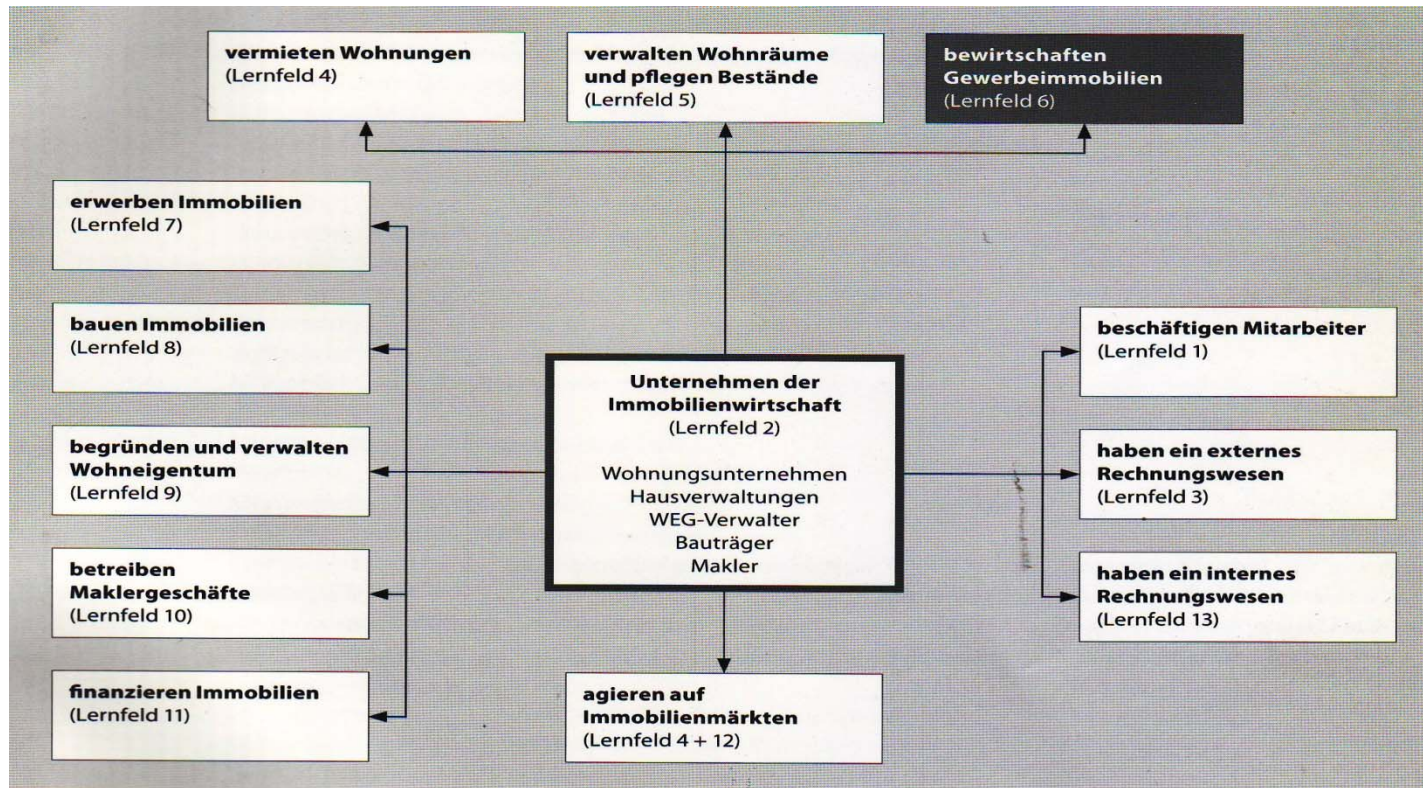 vermieten Wohnungen
(Lernfeld 4)
verwalten Wohnräume
und pflegen Bestände
(Lernfeld 5)
bewirtschaften
Gewerbeimmobilien
(Lernfeld 6)
erwerben Immobilien
(Lernfeld 7)
bauen Immobilien
(Lernfeld 8)
begründen und verwalten
Wohneigentum
(Lernfeld 9)
betreiben
Maklergeschäfte
(Lernfeld 10)
finanzieren Immobilien
(Lernfeld 11)
Unternehmen der
Immobilienwirtschaft
(Lernfeld 2)
Wohnungsunternehmen
Hausverwaltungen
WEG-Verwalter
Bauträger
Makler
agieren auf
Immobilienmärkten
(Lernfeld 4 + 12)
beschäftigen Mitarbeiter
(Lernfeld 1)
haben ein externes
Rechnungswesen
(Lernfeld 3)
haben ein internes
Rechnungswesen
(Lernfeld 13)